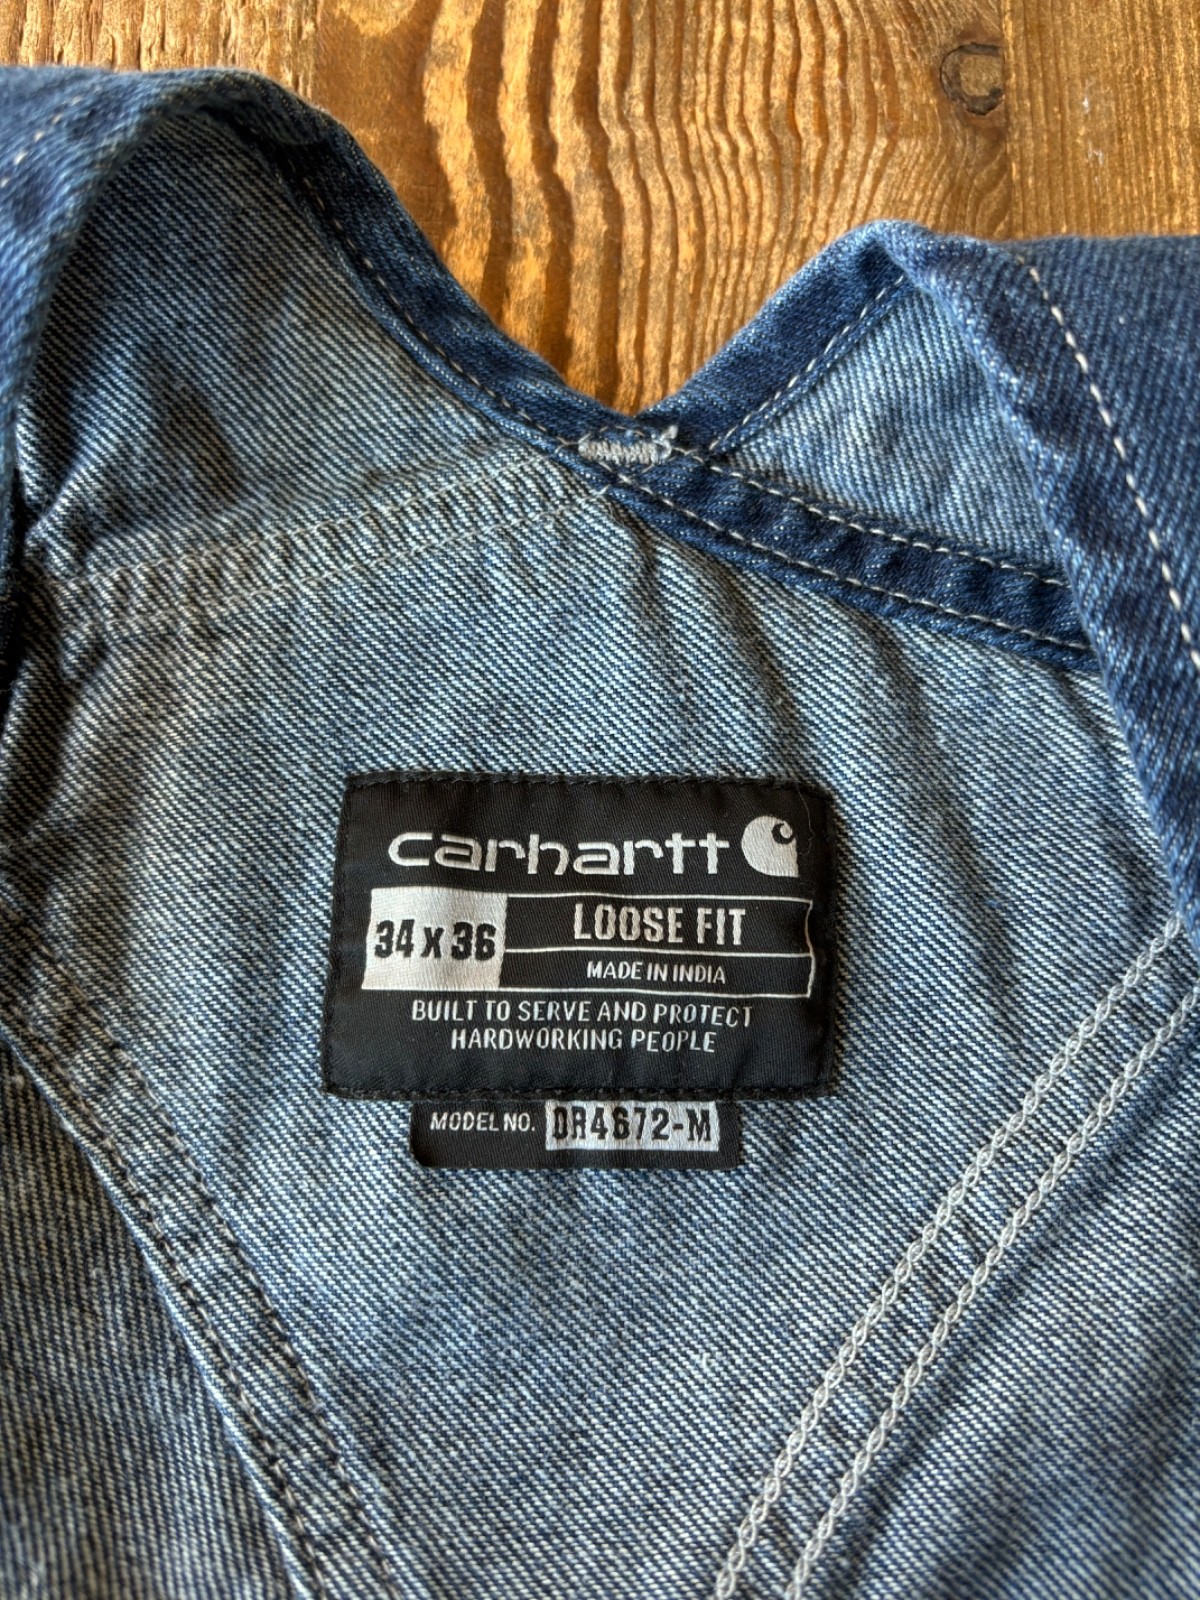 carhartt
34 x 36
LOOSE FIT
MADE IN INDIA
BUILT TO SERVE AND PROTECT
HARDWORKING PEOPLE
MODEL NO. DR4672-M